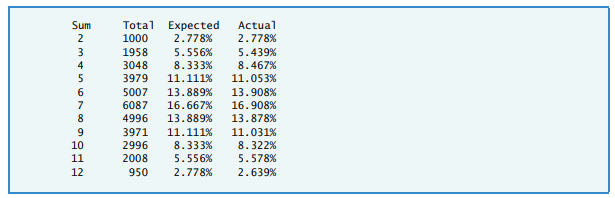 Sum Total Expected Actual
2 1000 2.778% 2.778%
3 1958 5.556% 5.439%
4 3048 8.333% 8.467%
5 3979 11.111% 11.053%
6 5007 13.889% 13.908%
7 6087 16.667% 16.908%
8 4996 13.889% 13.878%
9 3971 11.111% 11.031%
10 2996 8.333% 8.322%
11 2008 5.556% 5.578%
12 950 2.778% 2.639%